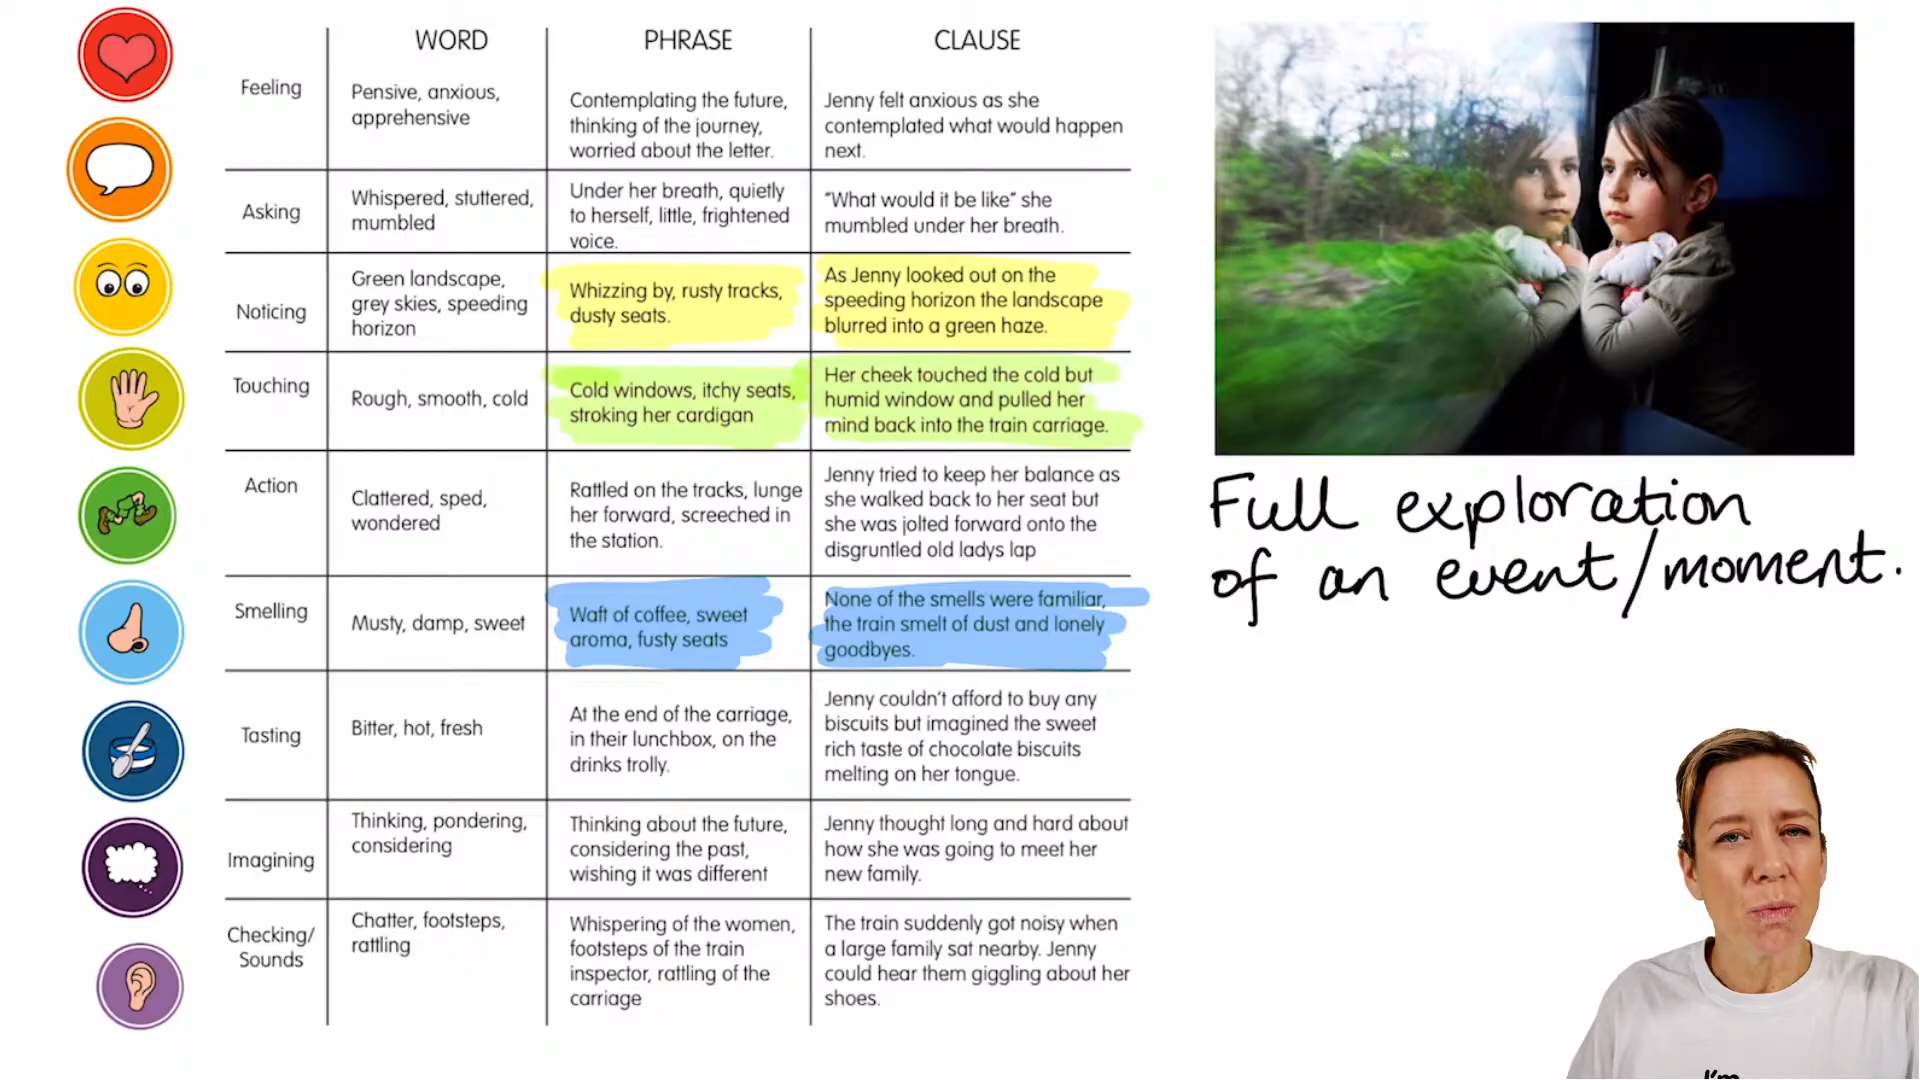 WORD
PHRASE
CLAUSE
Feeling
Pensive, anxious,
apprehensive
Contemplating the future,
thinking of the journey,
worried about the letter.
Jenny felt anxious as she
contemplated what would happen
next.
Asking
Whispered, stuttered,
mumbled
Under her breath, quietly
to herself, little, frightened
voice.
"What would it be like" she
mumbled under her breath.
Noticing
Green landscape,
grey skies, speeding
horizon
Whizzing by, rusty tracks,
dusty seats.
As Jenny looked out on the
speeding horizon the landscape
blurred into a green haze.
Touching
Rough, smooth, cold
Cold windows, itchy seats,
stroking her cardigan
Her cheek touched the cold but
humid window and pulled her
mind back into the train carriage.
Action
Clattered, sped,
wondered
Rattled on the tracks, lunge
her forward, screeched in
the station.
Jenny tried to keep her balance as
she walked back to her seat but
she was jolted forward onto the
disgruntled old ladys lap
Smelling
Musty, damp, sweet
Waft of coffee, sweet
aroma, fusty seats
None of the smells were familiar,
the train smelt of dust and lonely
goodbyes.
Tasting
Bitter, hot, fresh
At the end of the carriage,
in their lunchbox, on the
drinks trolly.
Jenny couldn't afford to buy any
biscuits but imagined the sweet
rich taste of chocolate biscuits
melting on her tongue.
Imagining
Thinking, pondering,
considering
Thinking about the future,
considering the past,
wishing it was different
Jenny thought long and hard about
how she was going to meet her
new family.
Checking/
Sounds
Chatter, footsteps,
rattling
Whispering of the women,
footsteps of the train
inspector, rattling of the
carriage
The train suddenly got noisy when
a large family sat nearby. Jenny
could hear them giggling about her
shoes.
Full exploration
of an event/moment.
I'm